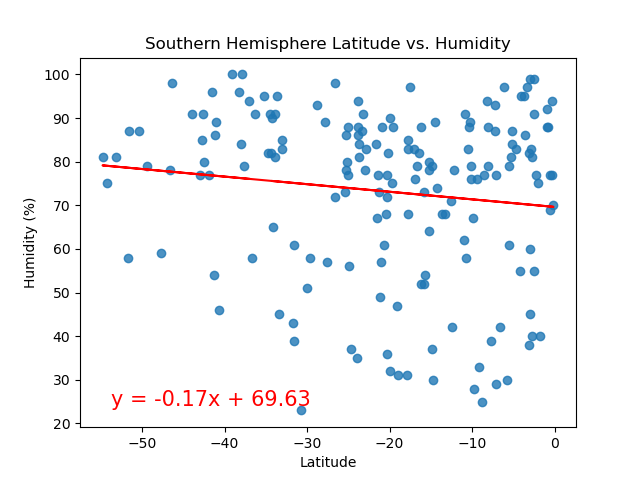 Southern Hemisphere Latitude vs. Humidity
100
90
80
70
60
50
40
30
20
Humidity (%)
y = -0.17x + 69.63
−50 −40 −30 −20 −10 0
Latitude